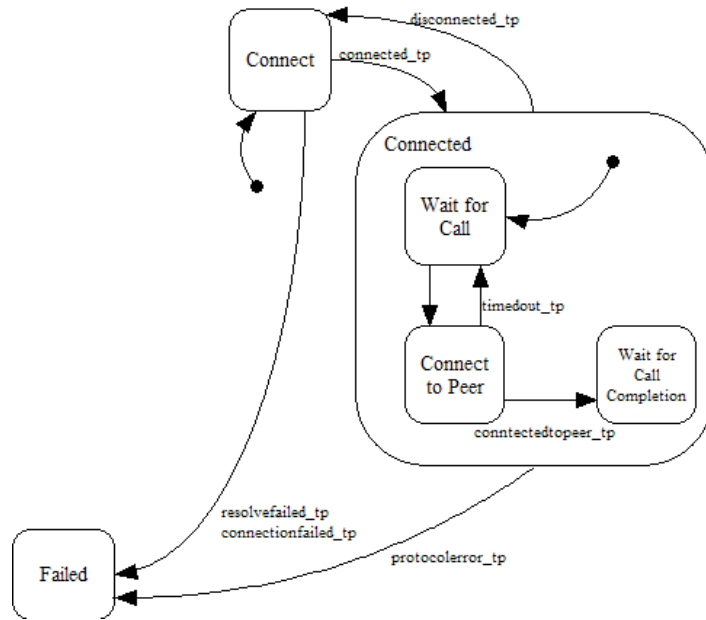 disconnected_tp
connected_tp
Connect
Connected
Wait for
Call
timedout_tp
Connect
to Peer
Wait for
Call
Completion
conntectedtopeer_tp
resolvefailed_tp
connectionfailed_tp
protocolerror_tp
Failed